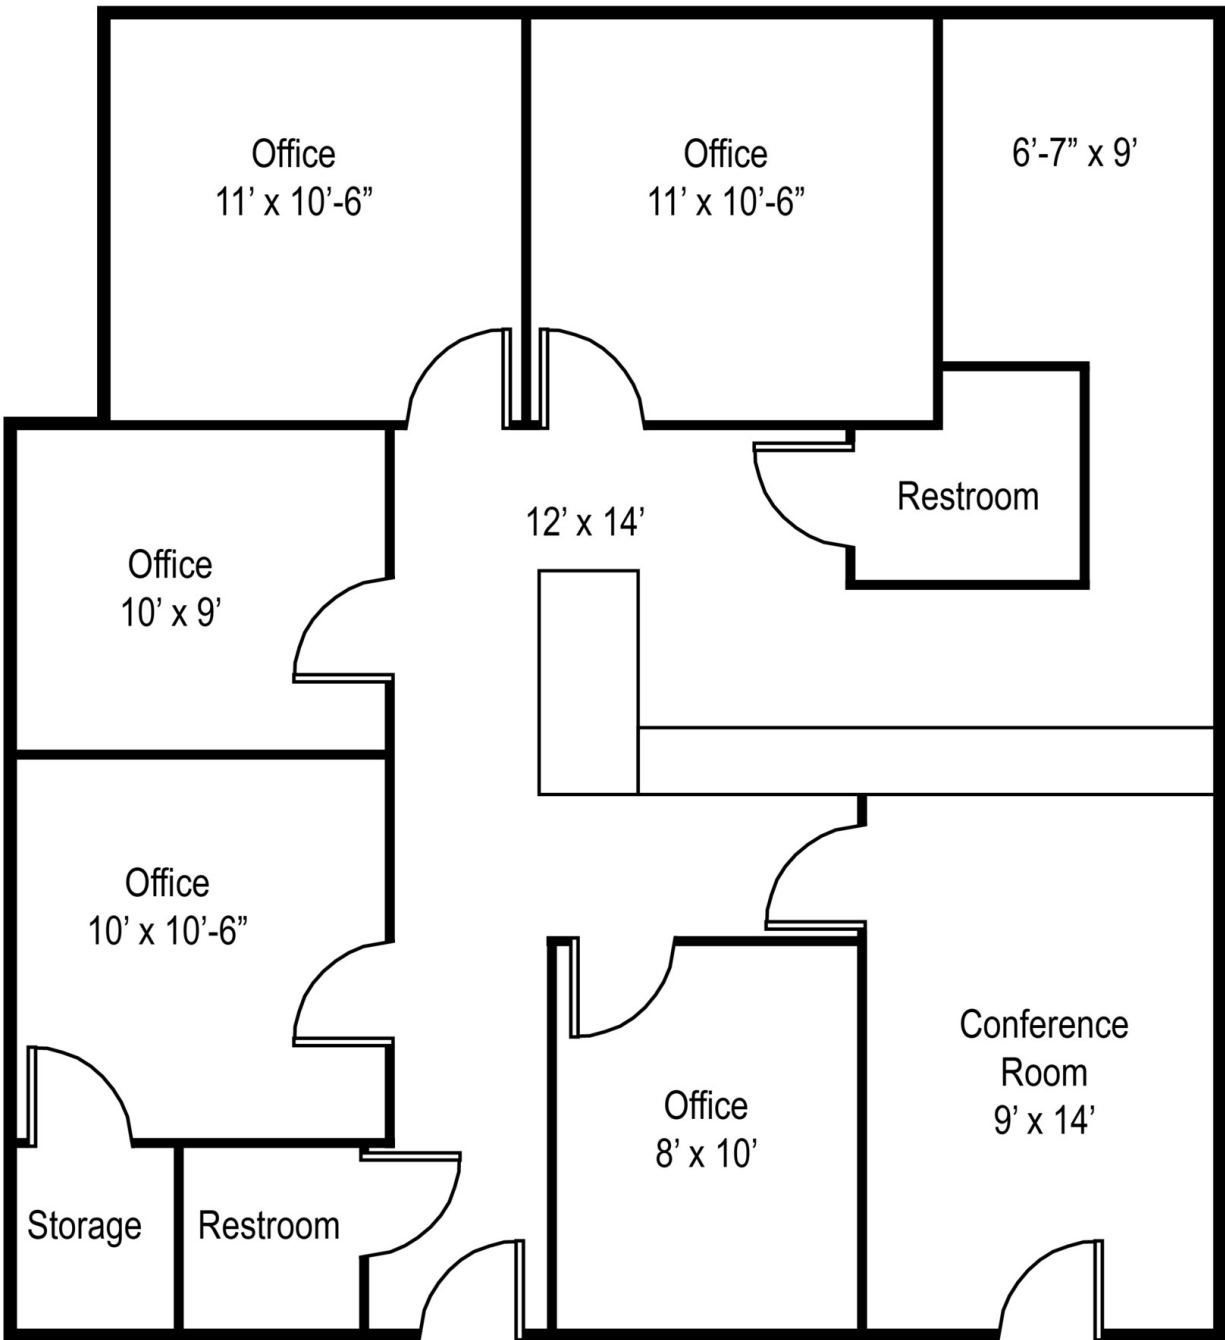 Office
11’ x 10’-6”
Office
11’ x 10’-6”
6’-7” x 9’
Restroom
12’ x 14’
Office
10’ x 9’
Office
10’ x 10’-6”
Conference
Room
9’ x 14’
Office
8’ x 10’
Storage
Restroom